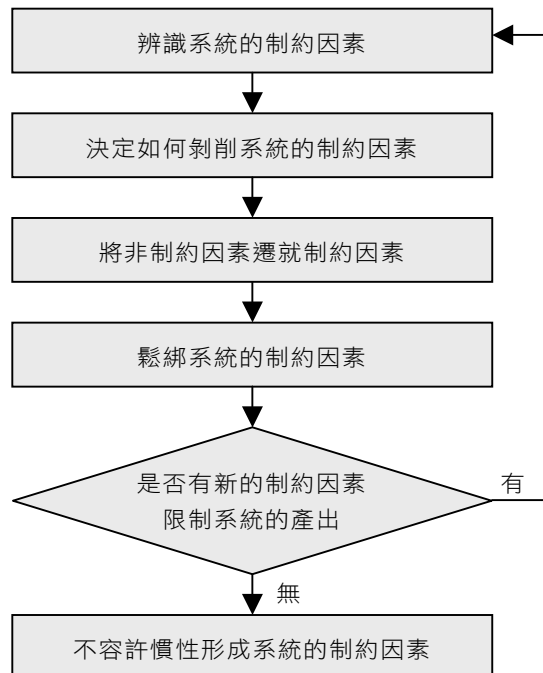 辨識系統的制約因素
決定如何剝削系統的制約因素
將非制約因素遷就制約因素
鬆綁系統的制約因素
是否有新的制約因素
限制系統的產出
有
無
不容許慣性形成系統的制約因素